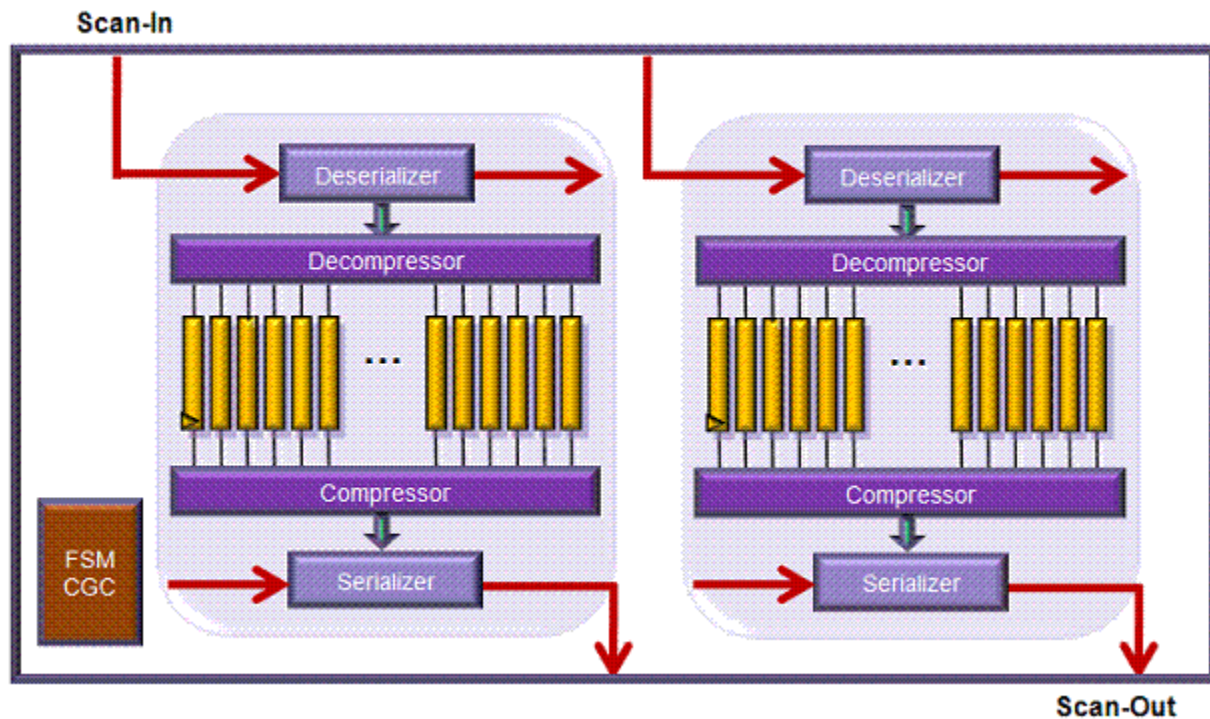 Scan-In
Deserializer
Deserializer
Decompressor
Decompressor
...
...
Compressor
Compressor
FSM
CGC
Serializer
Serializer
Scan-Out